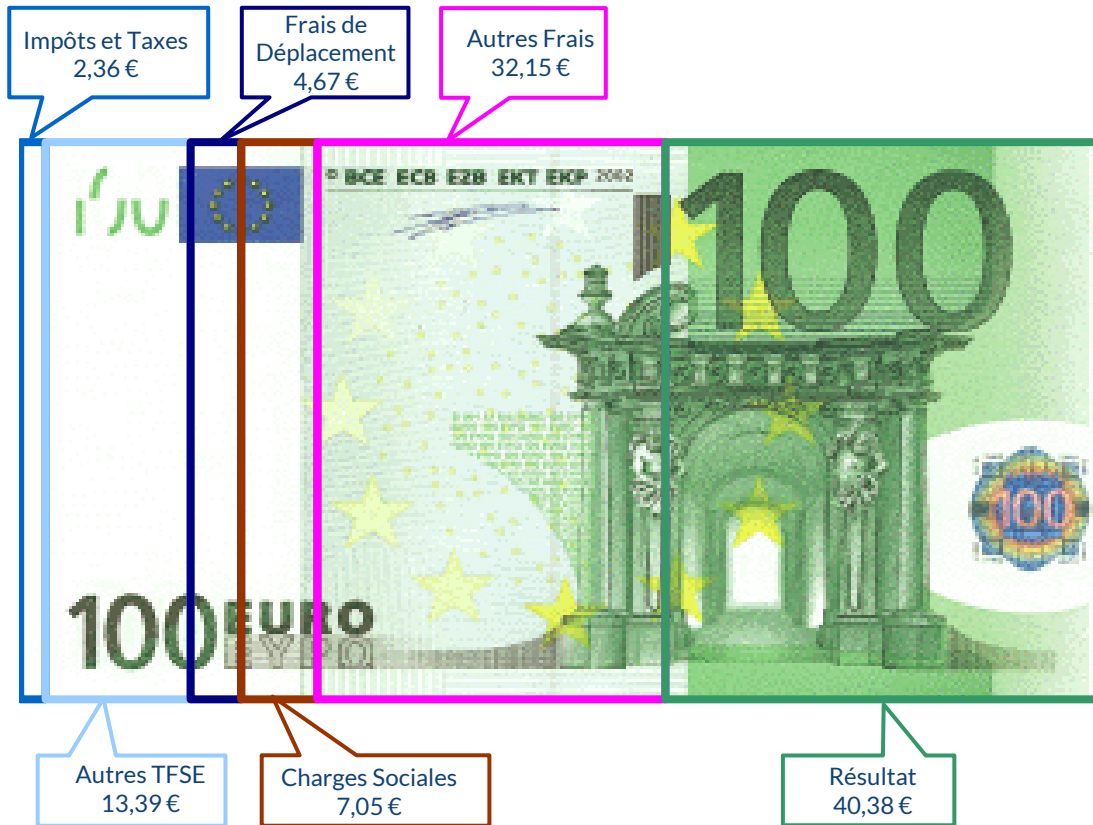 Impôts et Taxes
2,36 €
Frais de
Déplacement
4,67 €
Autres Frais
32,15 €
© BCE ECB EZB EKT EKP 2002
100
100
100 EURO
ΕΥΡΩ
Autres TFSE
13,39 €
Charges Sociales
7,05 €
Résultat
40,38 €